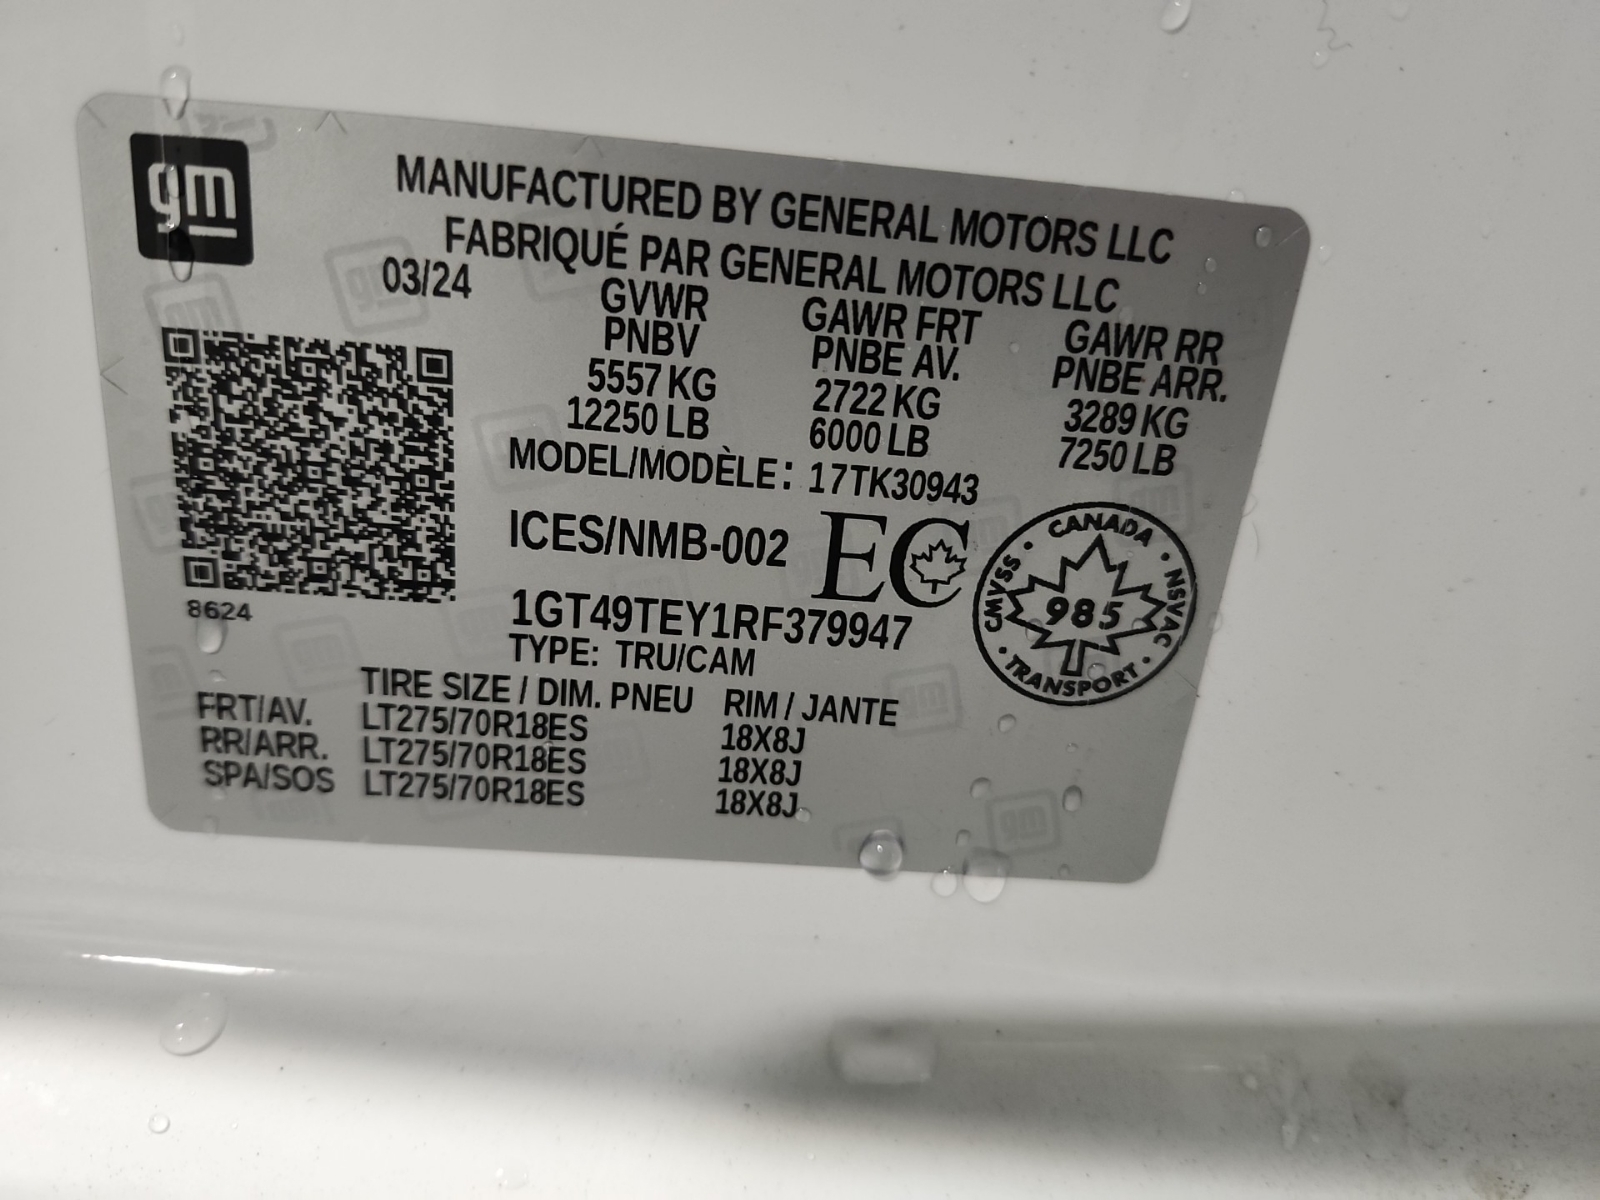 gm
MANUFACTURED BY GENERAL MOTORS LLC
FABRIQUÉ PAR GENERAL MOTORS LLC
03/24
GVWR GAWR FRT GAWR RR
PNBV PNBE AV. PNBE ARR.
5557 KG 2722 KG 3289 KG
12250 LB 6000 LB 7250 LB
MODEL/MODÈLE: 17TK30943
ICES/NMB-002 EC
CANADA • NSVAC • TRANSPORT • CMVSS •
985
8624
1GT49TEY1RF379947
TYPE: TRU/CAM
TIRE SIZE / DIM. PNEU RIM / JANTE
FRT/AV. LT275/70R18ES 18X8J
RR/ARR. LT275/70R18ES 18X8J
SPA/SOS LT275/70R18ES 18X8J